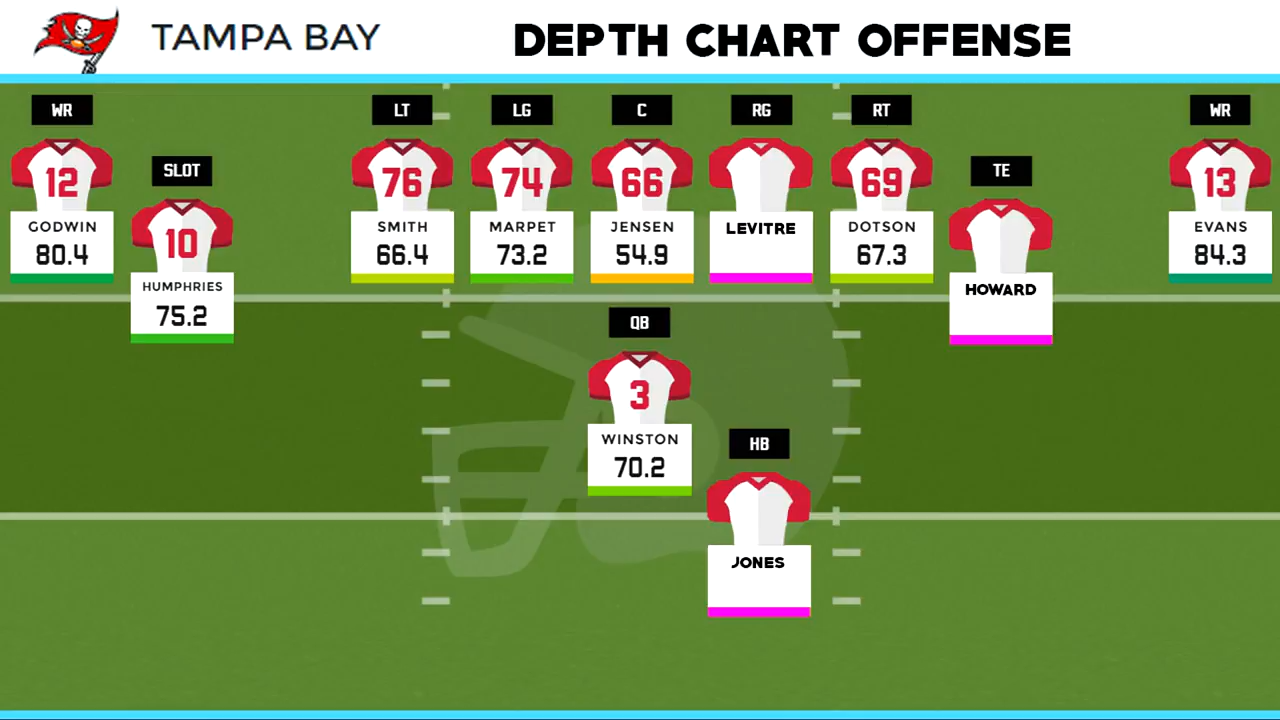 TAMPA BAY
DEPTH CHART OFFENSE
WR
12
GODWIN
80.4
SLOT
10
HUMPHRIES
75.2
LT
76
SMITH
66.4
LG
74
MARPET
73.2
C
66
JENSEN
54.9
RG
LEVITRE
RT
69
DOTSON
67.3
TE
HOWARD
WR
13
EVANS
84.3
QB
3
WINSTON
70.2
HB
JONES